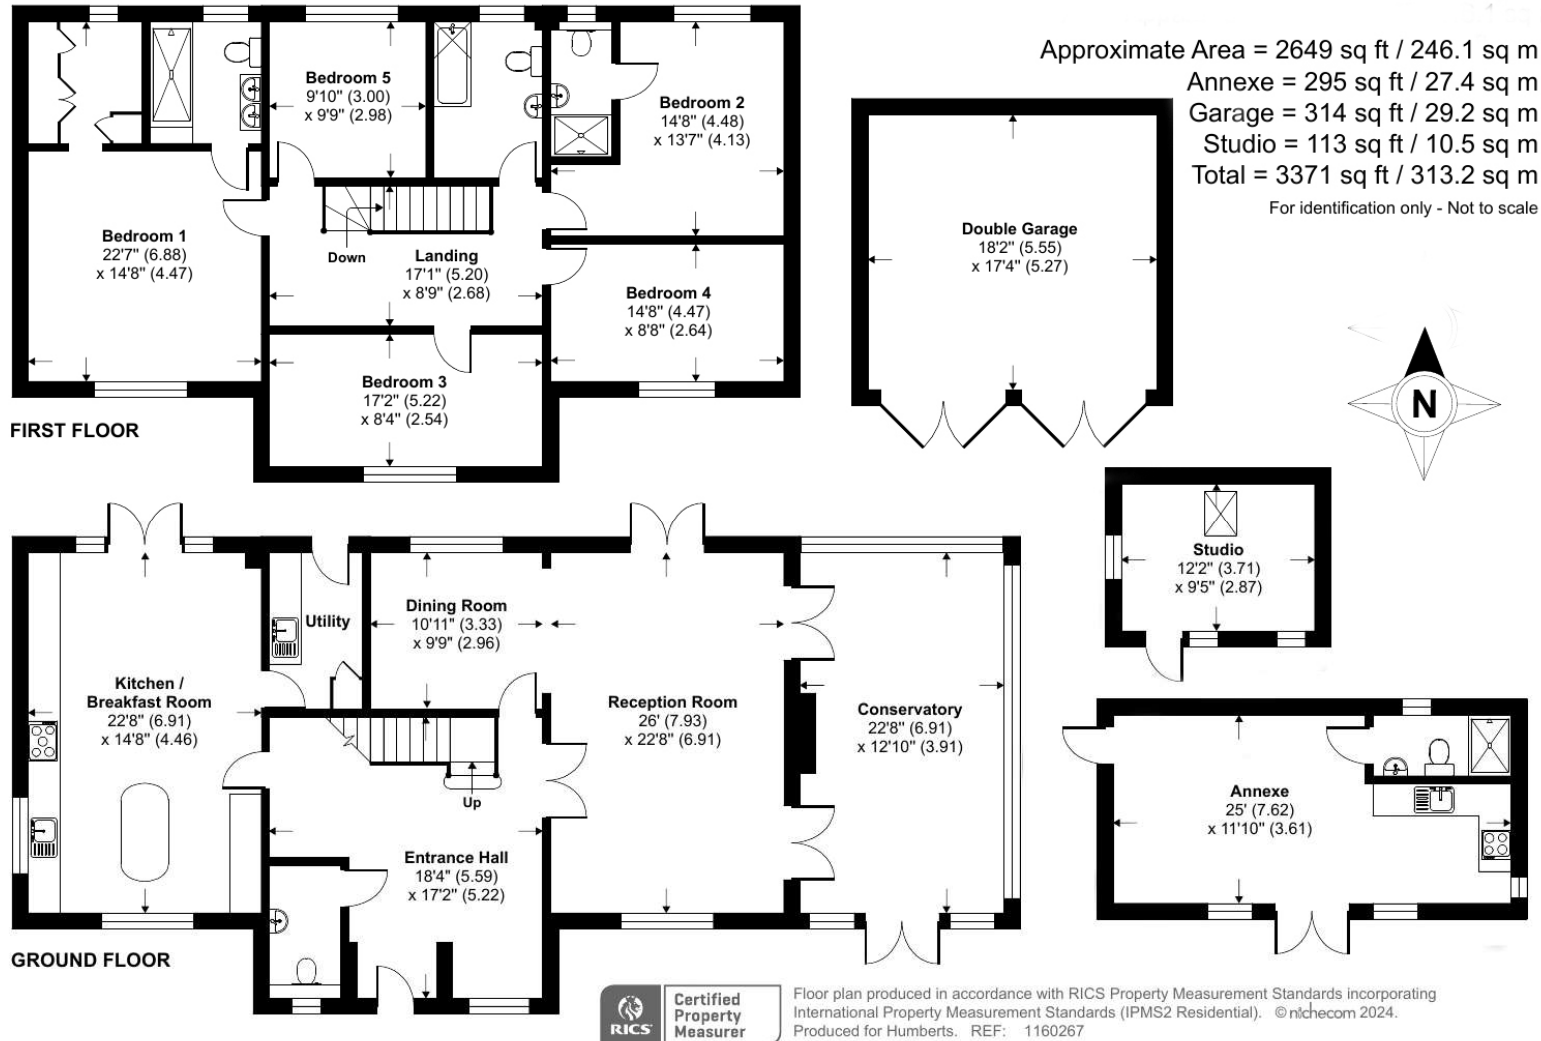 Approximate Area = 2649 sq ft / 246.1 sq m
Annexe = 295 sq ft / 27.4 sq m
Garage = 314 sq ft / 29.2 sq m
Studio = 113 sq ft / 10.5 sq m
Total = 3371 sq ft / 313.2 sq m
For identification only - Not to scale
Bedroom 5
9'10" (3.00)
x 9'9" (2.98)
Bedroom 2
14'8" (4.48)
x 13'7" (4.13)
Bedroom 1
22'7" (6.88)
x 14'8" (4.47)
Down
Landing
17'1" (5.20)
x 8'9" (2.68)
Bedroom 4
14'8" (4.47)
x 8'8" (2.64)
Bedroom 3
17'2" (5.22)
x 8'4" (2.54)
FIRST FLOOR
Double Garage
18'2" (5.55)
x 17'4" (5.27)
N
Studio
12'2" (3.71)
x 9'5" (2.87)
Dining Room
10'11" (3.33)
x 9'9" (2.96)
Utility
Kitchen /
Breakfast Room
22'8" (6.91)
x 14'8" (4.46)
Reception Room
26' (7.93)
x 22'8" (6.91)
Conservatory
22'8" (6.91)
x 12'10" (3.91)
Up
Entrance Hall
18'4" (5.59)
x 17'2" (5.22)
Annexe
25' (7.62)
x 11'10" (3.61)
GROUND FLOOR
RICS
Certified
Property
Measurer
Floor plan produced in accordance with RICS Property Measurement Standards incorporating
International Property Measurement Standards (IPMS2 Residential). © nichecom 2024.
Produced for Humberts. REF: 1160267